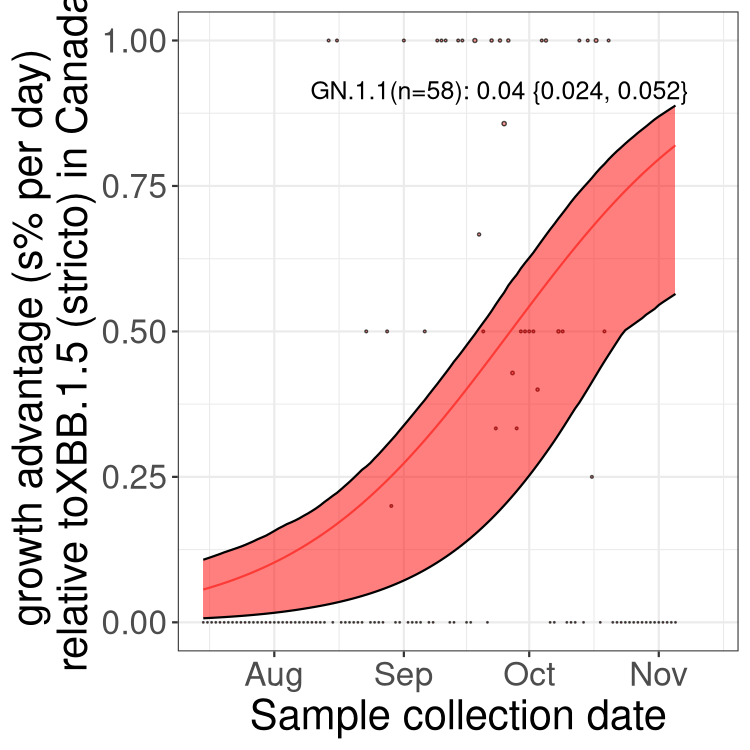 growth advantage (s% per day)
relative toXBB.1.5 (stricto) in Canada
1.00
0.75
0.50
0.25
0.00
GN.1.1(n=58): 0.04 {0.024, 0.052}
Aug Sep Oct Nov
Sample collection date